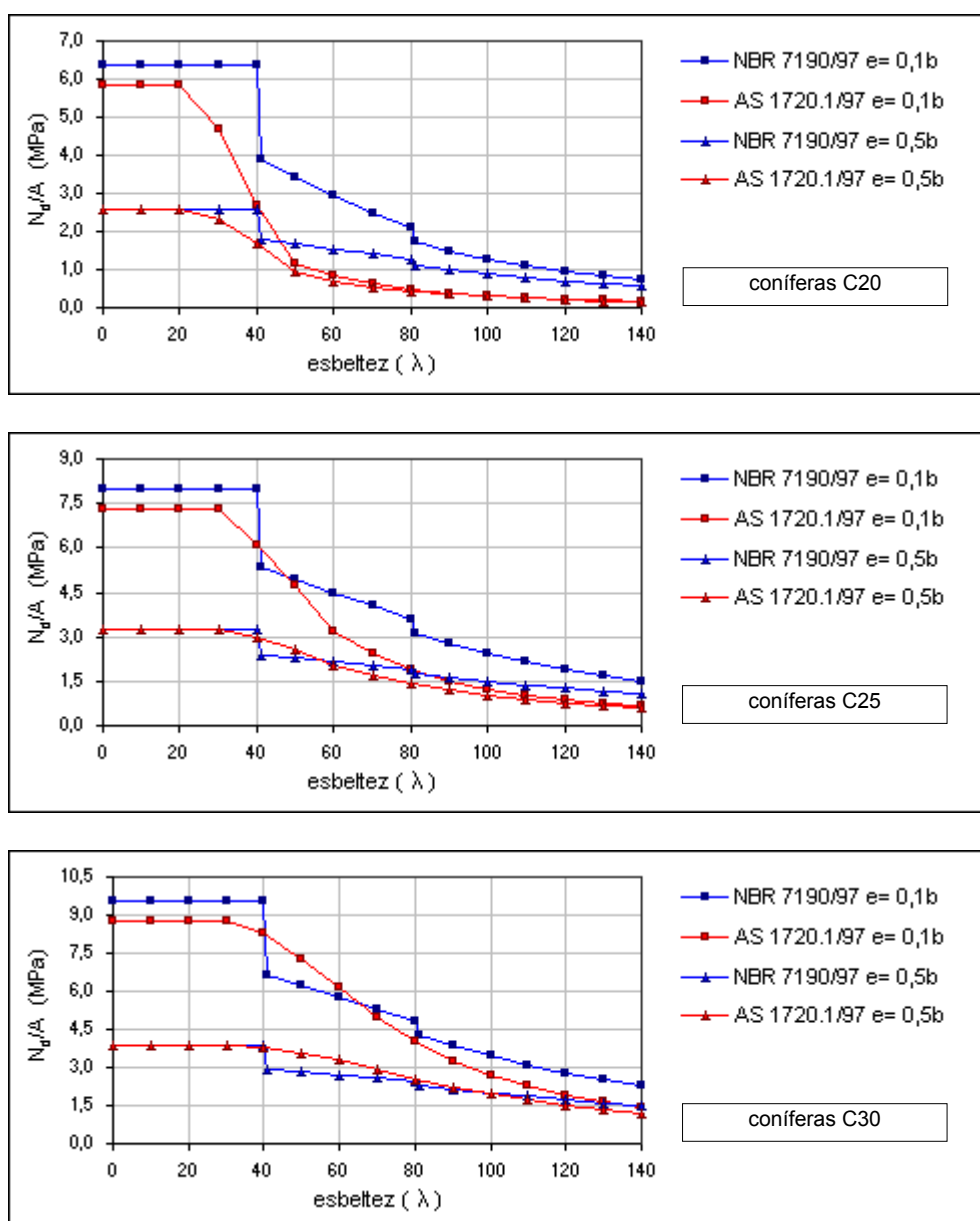 7,0
6,0
5,0
4,0
3,0
2,0
1,0
0,0
N_d/A (MPa)
0 20 40 60 80 100 120 140
esbeltez ( λ )
NBR 7190/97 e= 0,1b
AS 1720.1/97 e= 0,1b
NBR 7190/97 e= 0,5b
AS 1720.1/97 e= 0,5b
coníferas C20
9,0
7,5
6,0
4,5
3,0
1,5
0,0
N_d/A (MPa)
0 20 40 60 80 100 120 140
esbeltez ( λ )
NBR 7190/97 e= 0,1b
AS 1720.1/97 e= 0,1b
NBR 7190/97 e= 0,5b
AS 1720.1/97 e= 0,5b
coníferas C25
10,5
9,0
7,5
6,0
4,5
3,0
1,5
0,0
N_d/A (MPa)
0 20 40 60 80 100 120 140
esbeltez ( λ )
NBR 7190/97 e= 0,1b
AS 1720.1/97 e= 0,1b
NBR 7190/97 e= 0,5b
AS 1720.1/97 e= 0,5b
coníferas C30